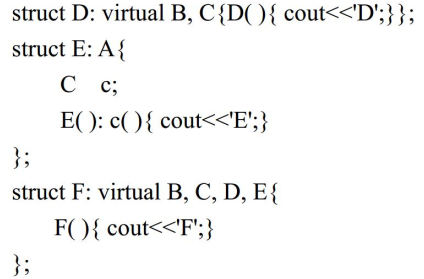 struct D: virtual B, C{D( ){ cout<<'D';}};
struct E: A{
C c;
E( ): c( ){ cout<<'E';}
};
struct F: virtual B, C, D, E{
F( ){ cout<<'F';}
};